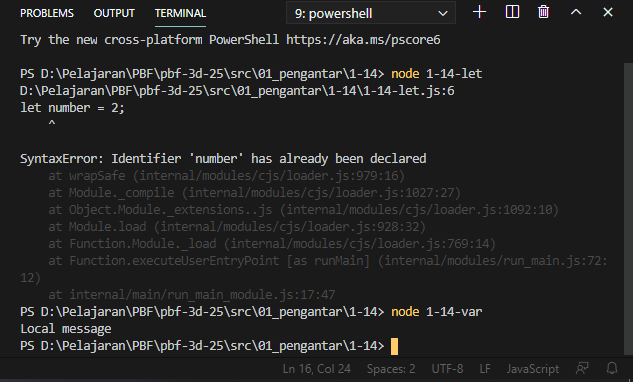 PROBLEMS OUTPUT TERMINAL 9: powershell
Try the new cross-platform PowerShell https://aka.ms/pscore6
PS D:\Pelajaran\PBF\pbf-3d-25\src\01_pengantar\1-14> node 1-14-let
D:\Pelajaran\PBF\pbf-3d-25\src\01_pengantar\1-14\1-14-let.js:6
let number = 2;
^
SyntaxError: Identifier 'number' has already been declared
at wrapSafe (internal/modules/cjs/loader.js:979:16)
at Module._compile (internal/modules/cjs/loader.js:1027:27)
at Object.Module._extensions..js (internal/modules/cjs/loader.js:1092:10)
at Module.load (internal/modules/cjs/loader.js:928:32)
at Function.Module._load (internal/modules/cjs/loader.js:769:14)
at Function.executeUserEntryPoint [as runMain] (internal/modules/run_main.js:72:
12)
at internal/main/run_main_module.js:17:47
PS D:\Pelajaran\PBF\pbf-3d-25\src\01_pengantar\1-14> node 1-14-var
Local message
PS D:\Pelajaran\PBF\pbf-3d-25\src\01_pengantar\1-14>
Ln 16, Col 24 Spaces: 2 UTF-8 LF JavaScript